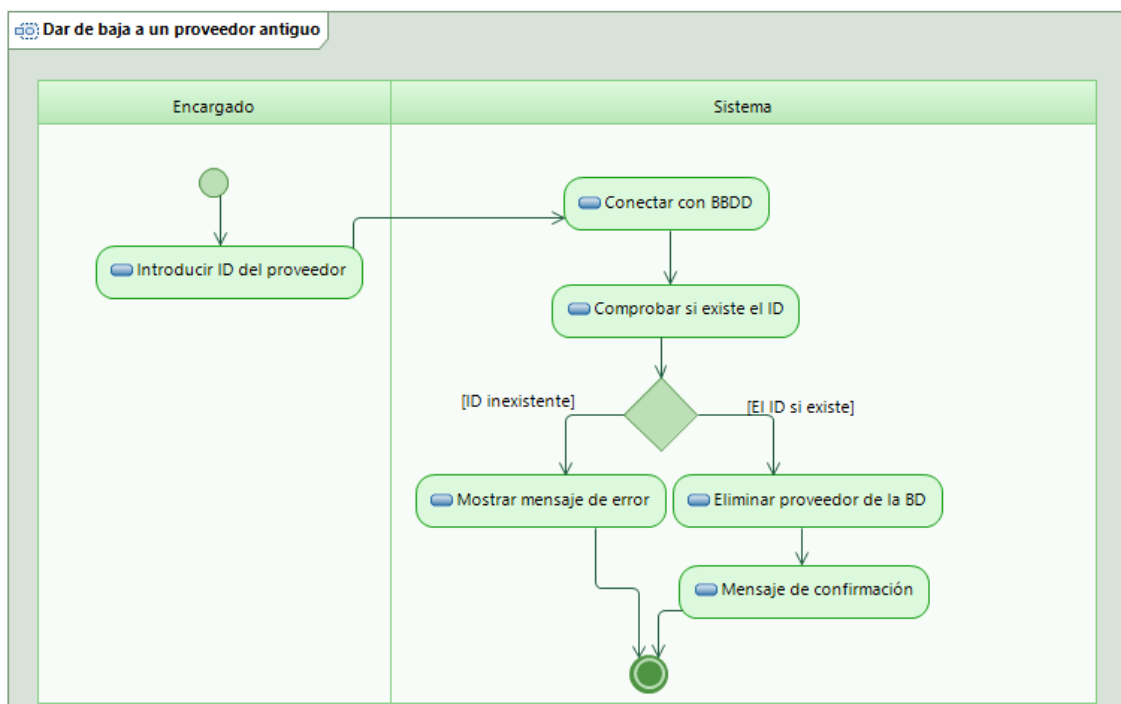 Dar de baja a un proveedor antiguo
Encargado
Sistema
Conectar con BBDD
Introducir ID del proveedor
Comprobar si existe el ID
[ID inexistente]
[El ID si existe]
Mostrar mensaje de error
Eliminar proveedor de la BD
Mensaje de confirmación